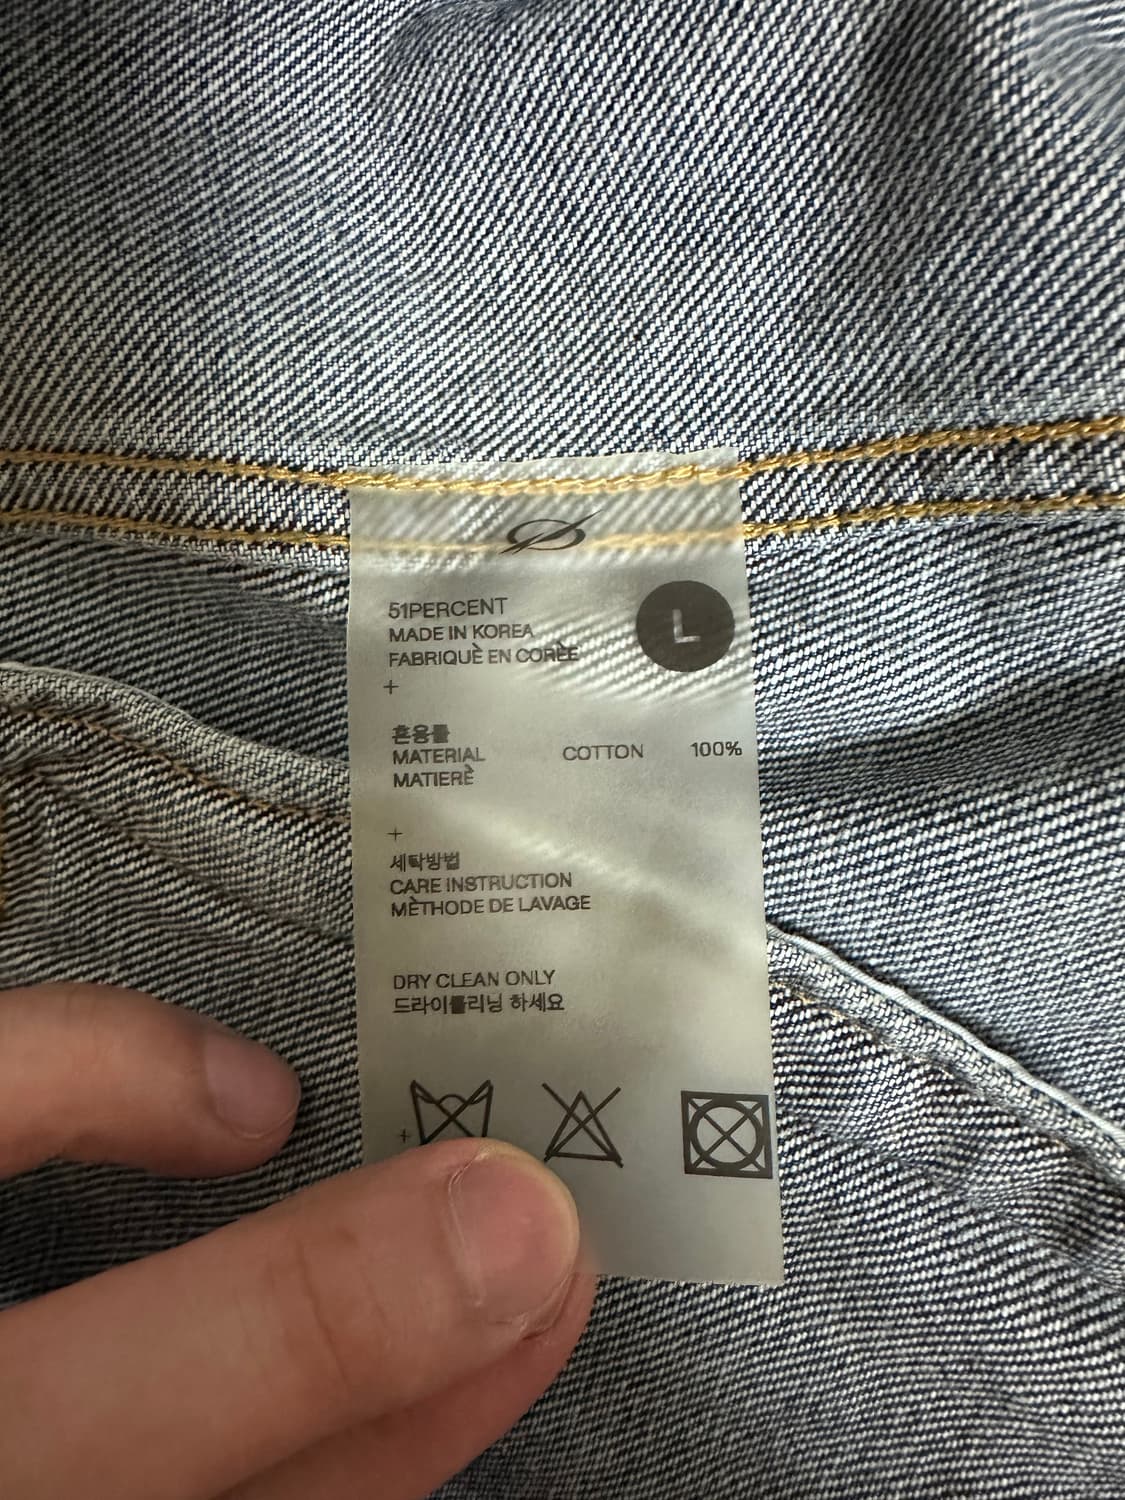 51PERCENT
MADE IN KOREA
FABRIQUÈ EN CORÈE
L
+
혼용률
MATERIAL COTTON 100%
MATIERÈ
+
세탁방법
CARE INSTRUCTION
MÈTHODE DE LAVAGE
DRY CLEAN ONLY
드라이클리닝 하세요
+